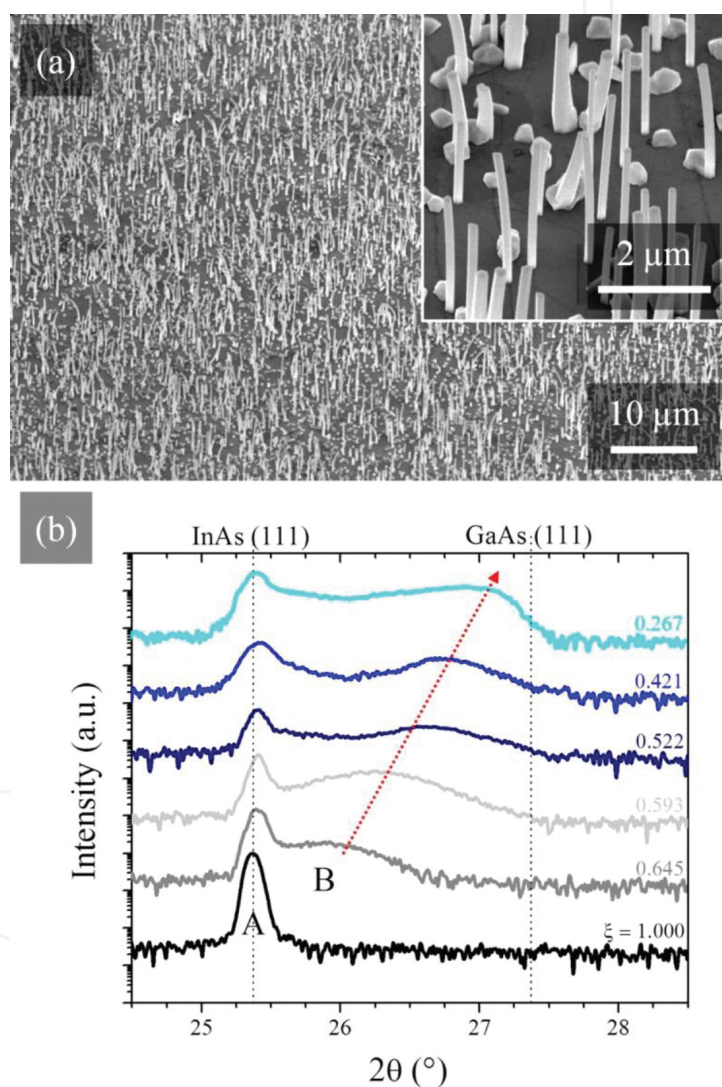 (a)
2 µm
10 µm
(b)
InAs (111)
GaAs (111)
0.267
0.421
0.522
0.593
0.645
ξ = 1.000
A
B
Intensity (a.u.)
25
26
27
28
2θ (°)